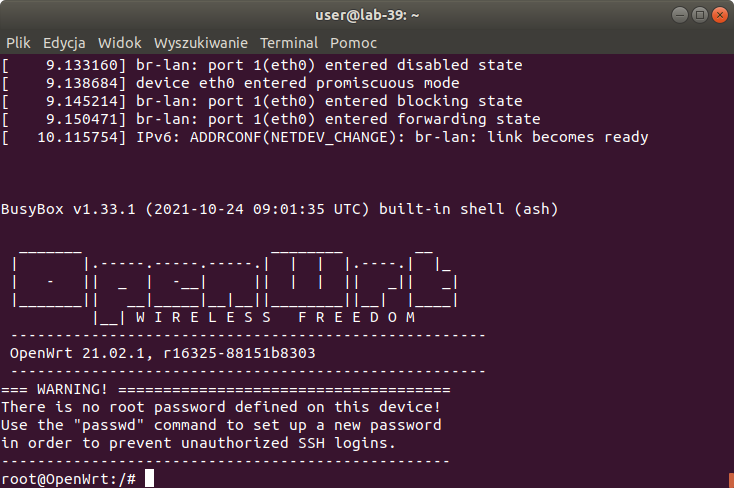 user@lab-39: ~
Plik Edycja Widok Wyszukiwanie Terminal Pomoc
[    9.133160] br-lan: port 1(eth0) entered disabled state
[    9.138684] device eth0 entered promiscuous mode
[    9.145214] br-lan: port 1(eth0) entered blocking state
[    9.150471] br-lan: port 1(eth0) entered forwarding state
[   10.115754] IPv6: ADDRCONF(NETDEV_CHANGE): br-lan: link becomes ready
BusyBox v1.33.1 (2021-10-24 09:01:35 UTC) built-in shell (ash)
OpenWrt
W I R E L E S S   F R E E D O M
-----------------------------------------------------
OpenWrt 21.02.1, r16325-88151b8303
-----------------------------------------------------
=== WARNING! =====================================
There is no root password defined on this device!
Use the "passwd" command to set up a new password
in order to prevent unauthorized SSH logins.
--------------------------------------------------
root@OpenWrt:/#